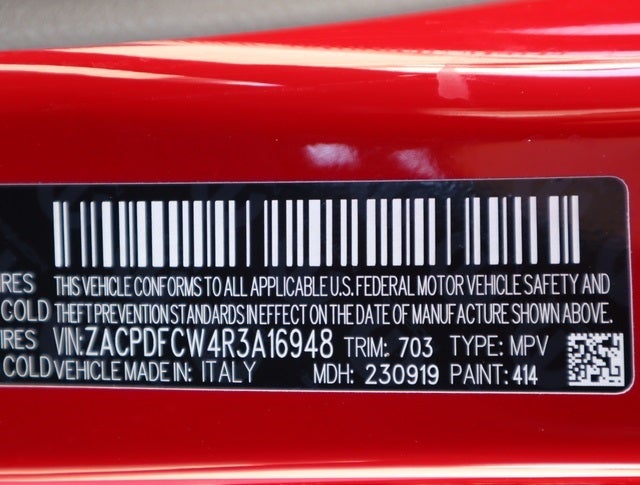 IRES THIS VEHICLE CONFORMS TO ALL APPLICABLE U.S. FEDERAL MOTOR VEHICLE SAFETY AND
COLD THEFT PREVENTION STANDARDS IN EFFECT ON THE DATE OF MANUFACTURE SHOWN ABOVE.
IRES VIN: ZACPDFCW4R3A16948 TRIM: 703 TYPE: MPV
COLD VEHICLE MADE IN: ITALY MDH: 230919 PAINT: 414